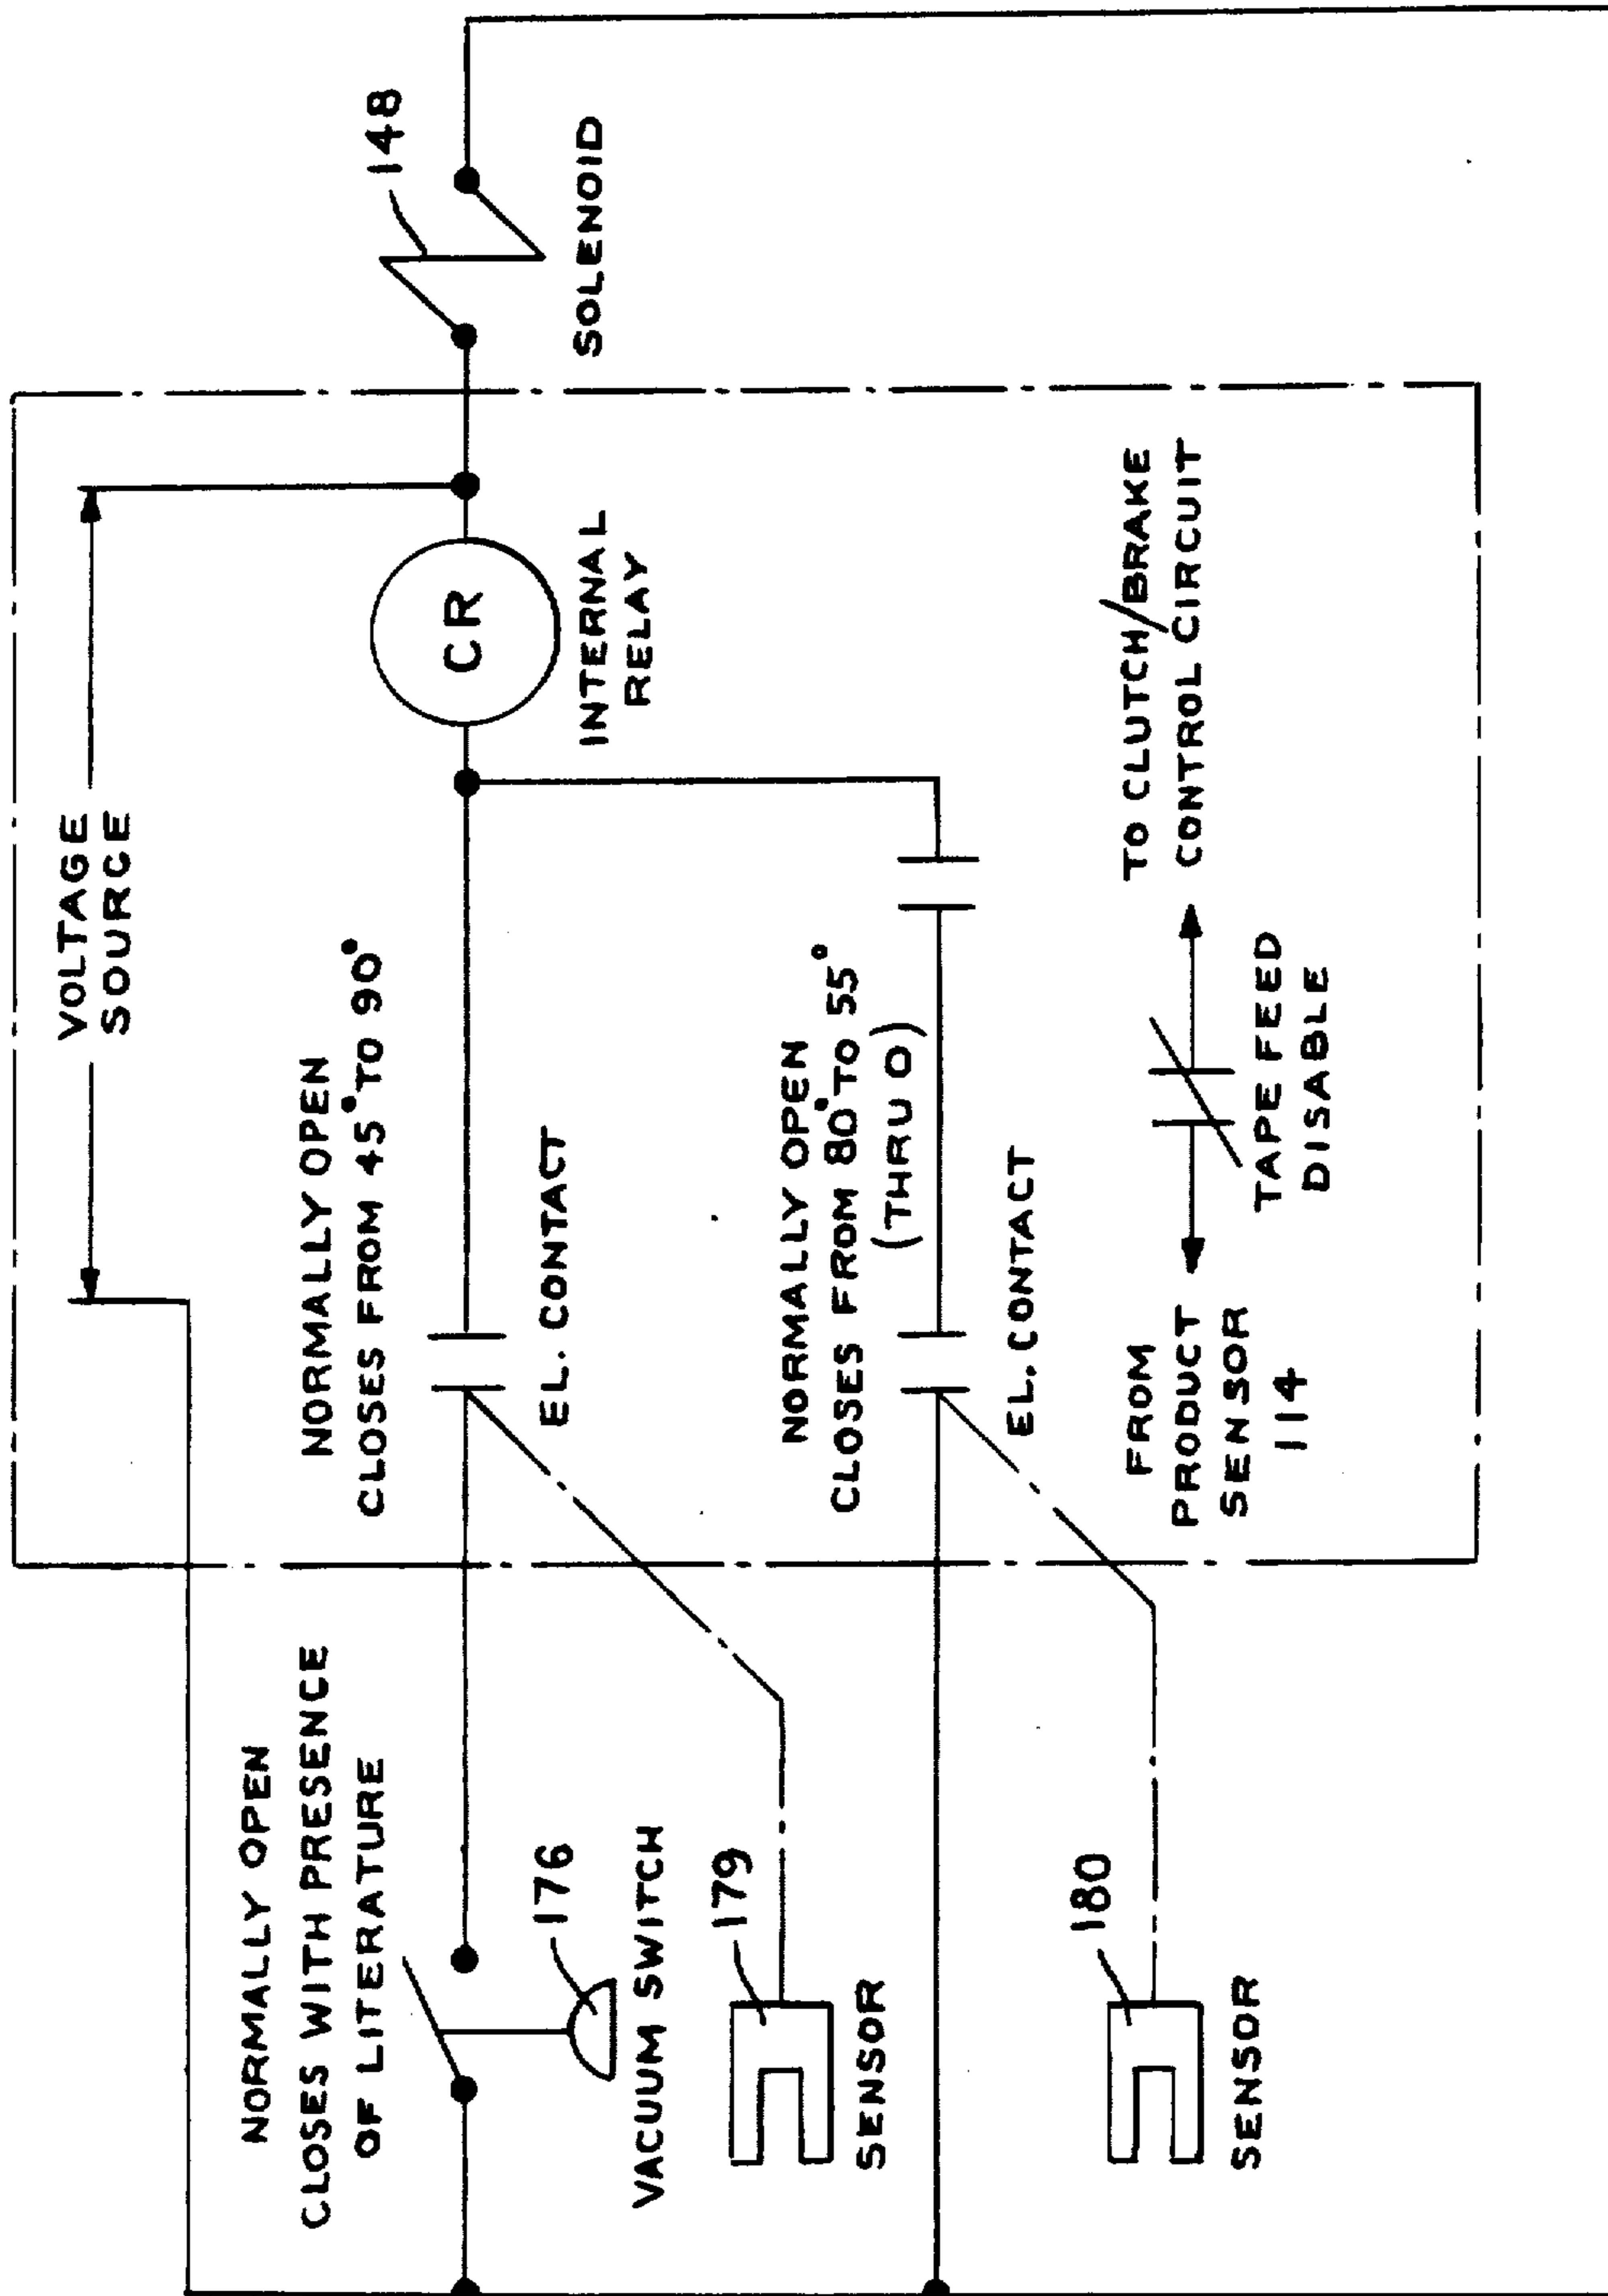 VOLTAGE
SOURCE
148
SOLENOID
CR
INTERNAL
RELAY
NORMALLY OPEN
CLOSES FROM 45° TO 90°
EL. CONTACT
NORMALLY OPEN
CLOSES FROM 80° TO 55°
(THRU 0)
EL. CONTACT
TO CLUTCH/BRAKE
CONTROL CIRCUIT
TAPE FEED
DISABLE
FROM
PRODUCT
SENSOR
114
NORMALLY OPEN
CLOSES WITH PRESENCE
OF LITERATURE
176
VACUUM SWITCH
179
SENSOR
180
SENSOR